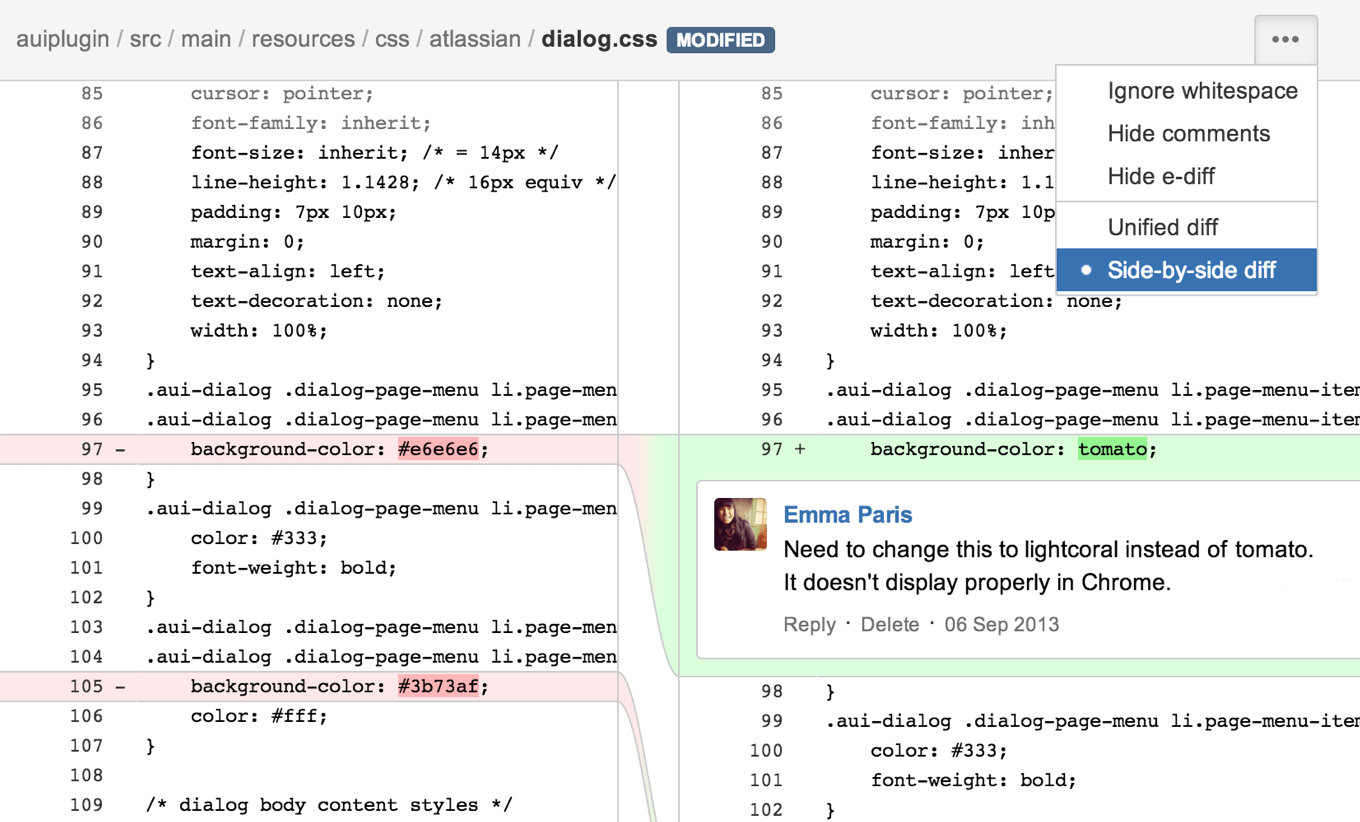 auiplugin / src / main / resources / css / atlassian / dialog.css MODIFIED
•••
Ignore whitespace
Hide comments
Hide e-diff
Unified diff
Side-by-side diff
85 cursor: pointer;
86 font-family: inherit;
87 font-size: inherit; /* = 14px */
88 line-height: 1.1428; /* 16px equiv */
89 padding: 7px 10px;
90 margin: 0;
91 text-align: left;
92 text-decoration: none;
93 width: 100%;
94 }
95 .aui-dialog .dialog-page-menu li.page-men
96 .aui-dialog .dialog-page-menu li.page-men
97 – background-color: #e6e6e6;
98 }
99 .aui-dialog .dialog-page-menu li.page-men
100 color: #333;
101 font-weight: bold;
102 }
103 .aui-dialog .dialog-page-menu li.page-men
104 .aui-dialog .dialog-page-menu li.page-men
105 – background-color: #3b73af;
106 color: #fff;
107 }
108
109 /* dialog body content styles */
85 cursor: pointer;
86 font-family: inh
87 font-size: inher
88 line-height: 1.1
89 padding: 7px 10p
90 margin: 0;
91 text-align: left
92 text-decoration: none;
93 width: 100%;
94 }
95 .aui-dialog .dialog-page-menu li.page-menu-item
96 .aui-dialog .dialog-page-menu li.page-menu-item
97 + background-color: tomato;
Emma Paris
Need to change this to lightcoral instead of tomato.
It doesn't display properly in Chrome.
Reply · Delete · 06 Sep 2013
98 }
99 .aui-dialog .dialog-page-menu li.page-menu-item
100 color: #333;
101 font-weight: bold;
102 }